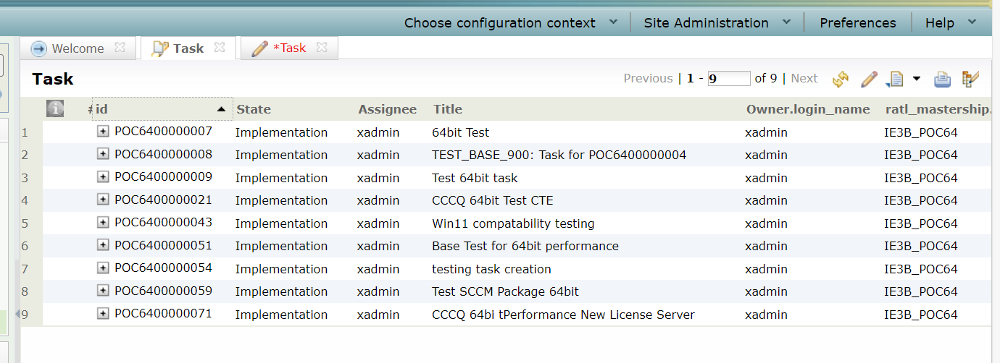 Choose configuration context Site Administration Preferences Help
Welcome Task *Task
Task Previous | 1 - 9 of 9 | Next
id State Assignee Title Owner.login_name ratl_mastership.
1 POC6400000007 Implementation xadmin 64bit Test xadmin IE3B_POC64
2 POC6400000008 Implementation xadmin TEST_BASE_900: Task for POC6400000004 xadmin IE3B_POC64
3 POC6400000009 Implementation xadmin Test 64bit task xadmin IE3B_POC64
4 POC6400000021 Implementation xadmin CCCQ 64bit Test CTE xadmin IE3B_POC64
5 POC6400000043 Implementation xadmin Win11 compatability testing xadmin IE3B_POC64
6 POC6400000051 Implementation xadmin Base Test for 64bit performance xadmin IE3B_POC64
7 POC6400000054 Implementation xadmin testing task creation xadmin IE3B_POC64
8 POC6400000059 Implementation xadmin Test SCCM Package 64bit xadmin IE3B_POC64
9 POC6400000071 Implementation xadmin CCCQ 64bi tPerformance New License Server xadmin IE3B_POC64